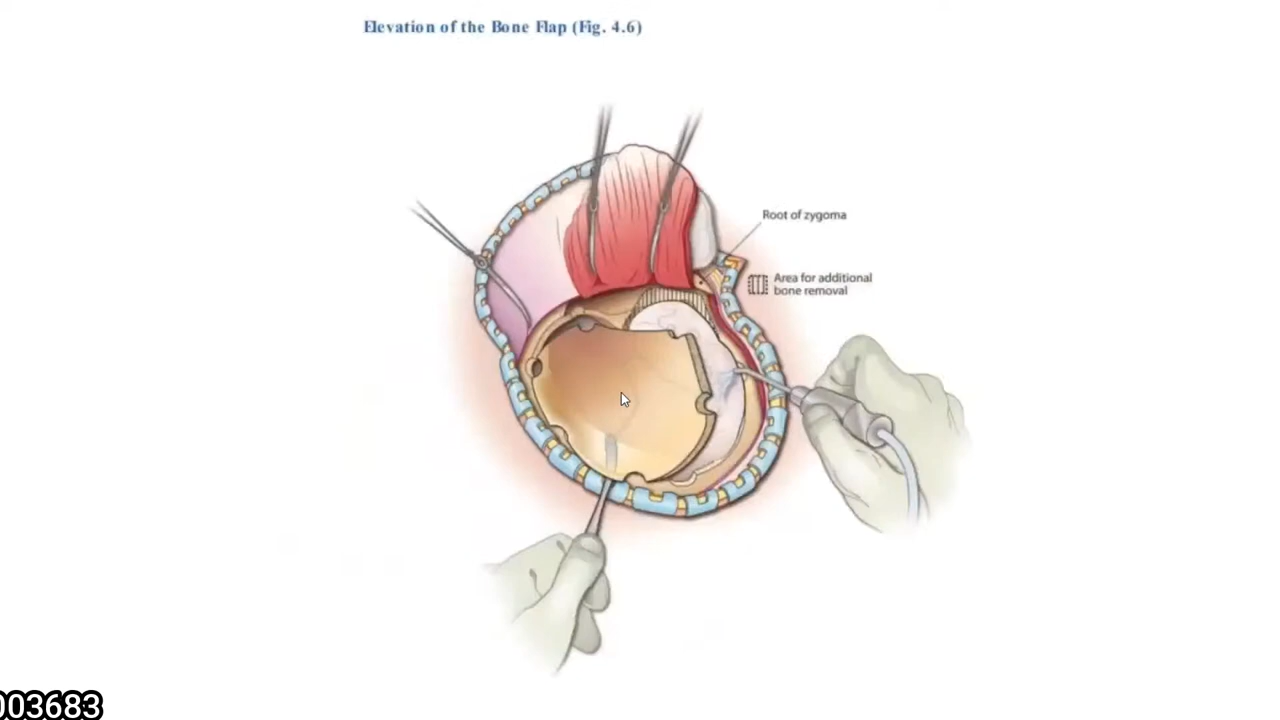 Elevation of the Bone Flap (Fig. 4.6)
Root of zygoma
Area for additional
bone removal
003683